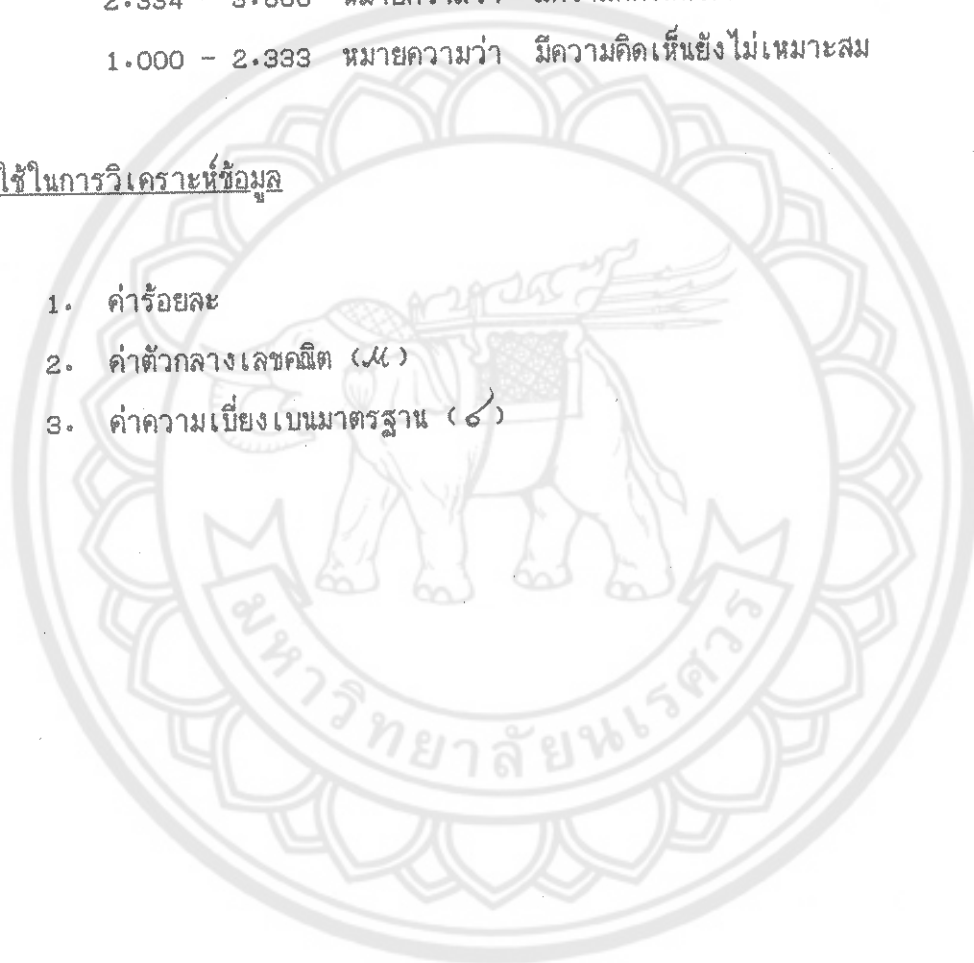 1.000 - 2.333 หมายความว่า มีความคิดเห็นยังไม่เหมาะสม
ใช้ในการวิเคราะห์ข้อมูล
1. ค่าร้อยละ
2. ค่าตัวกลางเลขคณิต (μ)
3. ค่าความเบี่ยงเบนมาตรฐาน (σ)
มหาวิทยาลัยนเรศวร